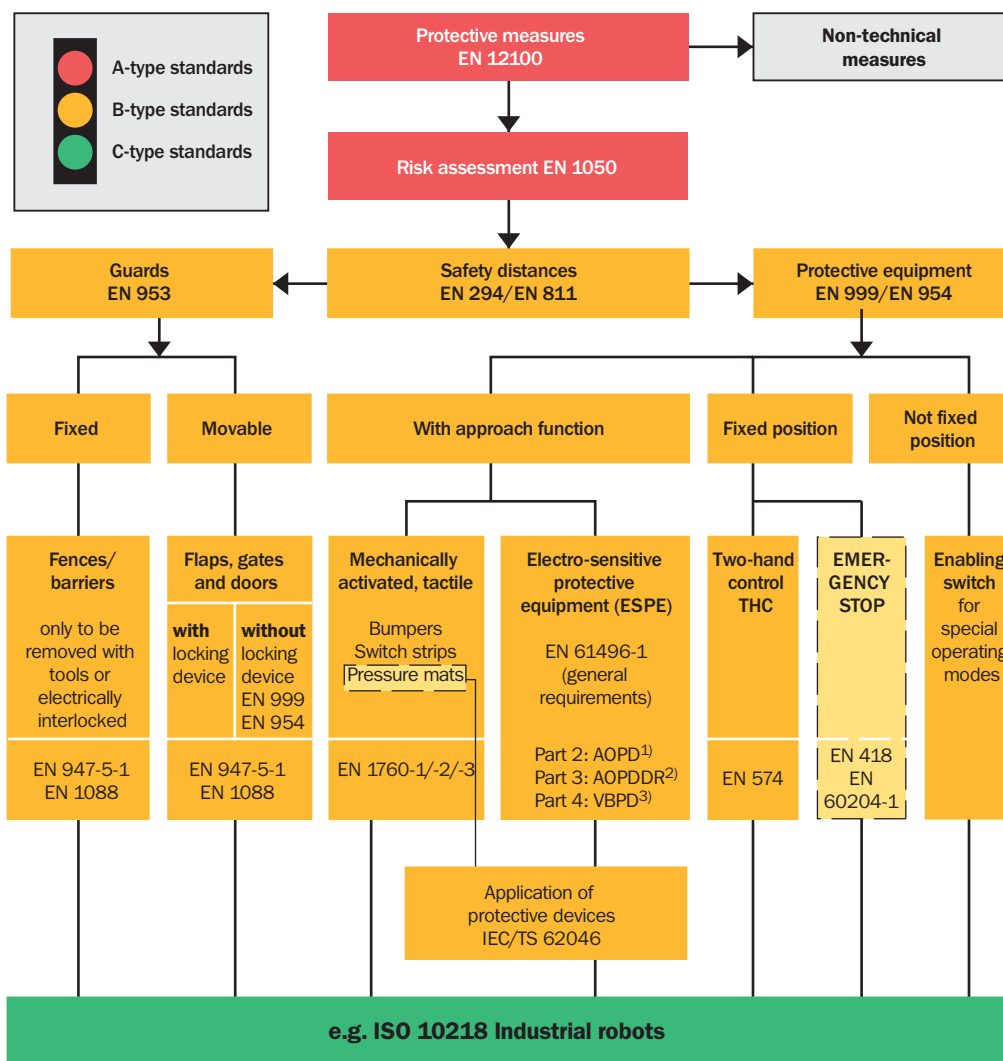 A-type standards
B-type standards
C-type standards
Protective measures
EN 12100
Non-technical
measures
Risk assessment EN 1050
Guards
EN 953
Safety distances
EN 294/EN 811
Protective equipment
EN 999/EN 954
Fixed
Movable
With approach function
Fixed position
Not fixed
position
Fences/
barriers
only to be
removed with
tools or
electrically
interlocked
EN 947-5-1
EN 1088
Flaps, gates
and doors
with
locking
device
without
locking
device
EN 999
EN 954
EN 947-5-1
EN 1088
Mechanically
activated, tactile
Bumpers
Switch strips
Pressure mats
EN 1760-1/-2/-3
Electro-sensitive
protective
equipment (ESPE)
EN 61496-1
(general
requirements)
Part 2: AOPD1)
Part 3: AOPDDR2)
Part 4: VBPD3)
Two-hand
control
THC
EN 574
EMER-
GENCY
STOP
EN 418
EN
60204-1
Enabling
switch for
special
operating
modes
Application of
protective devices
IEC/TS 62046
e.g. ISO 10218 Industrial robots